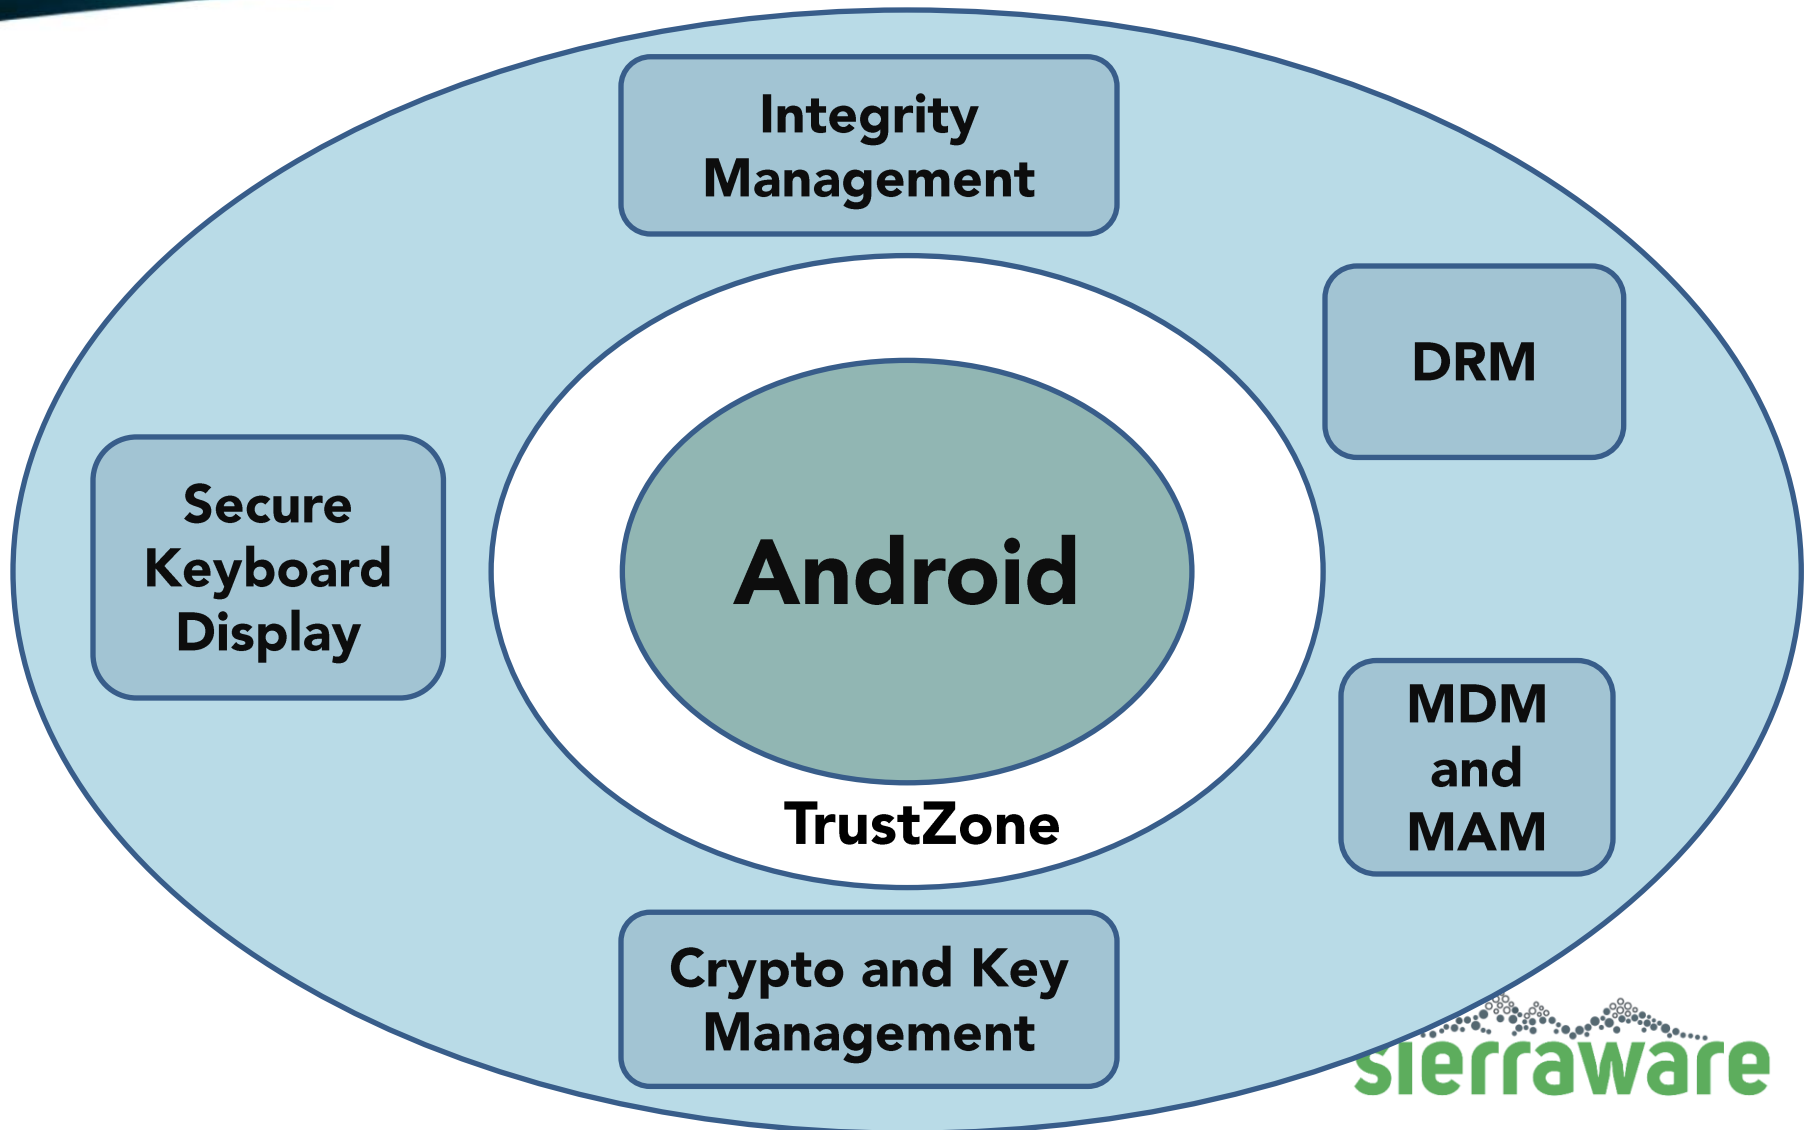 Integrity
Management
DRM
Secure
Keyboard
Display
Android
MDM
and
MAM
TrustZone
Crypto and Key
Management
sierraware